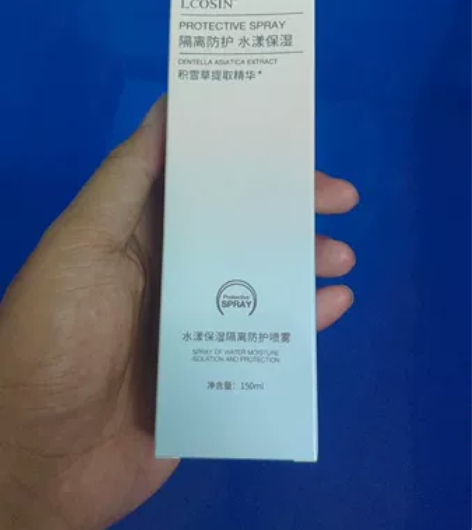 LCOSIN
PROTECTIVE SPRAY
隔离防护 水漾保湿
CENTELLA ASIATICA EXTRACT
积雪草提取精华*
Protective
SPRAY
水漾保湿隔离防护喷雾
SPRAY OF WATER MOISTURE
ISOLATION AND PROTECTION
净含量：150ml